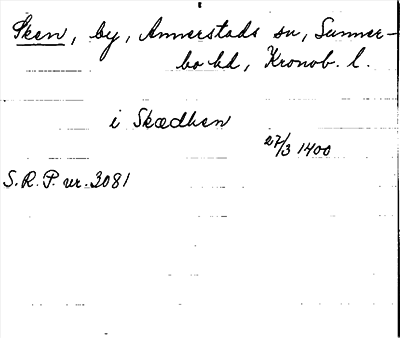 Sken, by, Annerstads sn, Sunner-
bo hd, Kronob. l.
i Skædhen
27/3 1400
S.R.P. nr. 3081